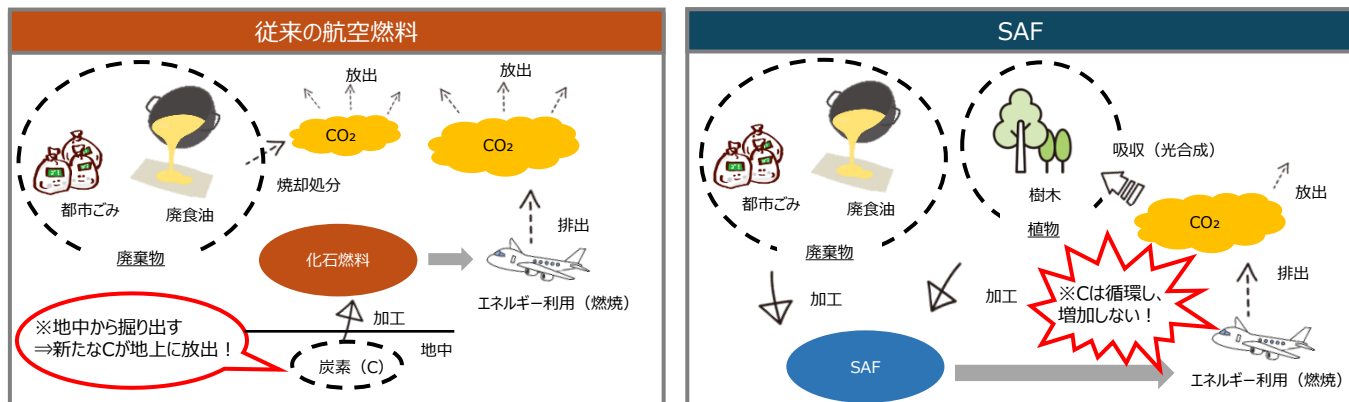 従来の航空燃料
放出
放出
CO₂
CO₂
焼却処分
都市ごみ
廃食油
廃棄物
排出
化石燃料
エネルギー利用（燃焼）
加工
※地中から掘り出す
⇒新たなCが地上に放出！
地中
炭素（C）
SAF
吸収（光合成）
放出
都市ごみ
廃食油
樹木
CO₂
廃棄物
植物
排出
加工
加工
※Cは循環し、
増加しない！
SAF
エネルギー利用（燃焼）